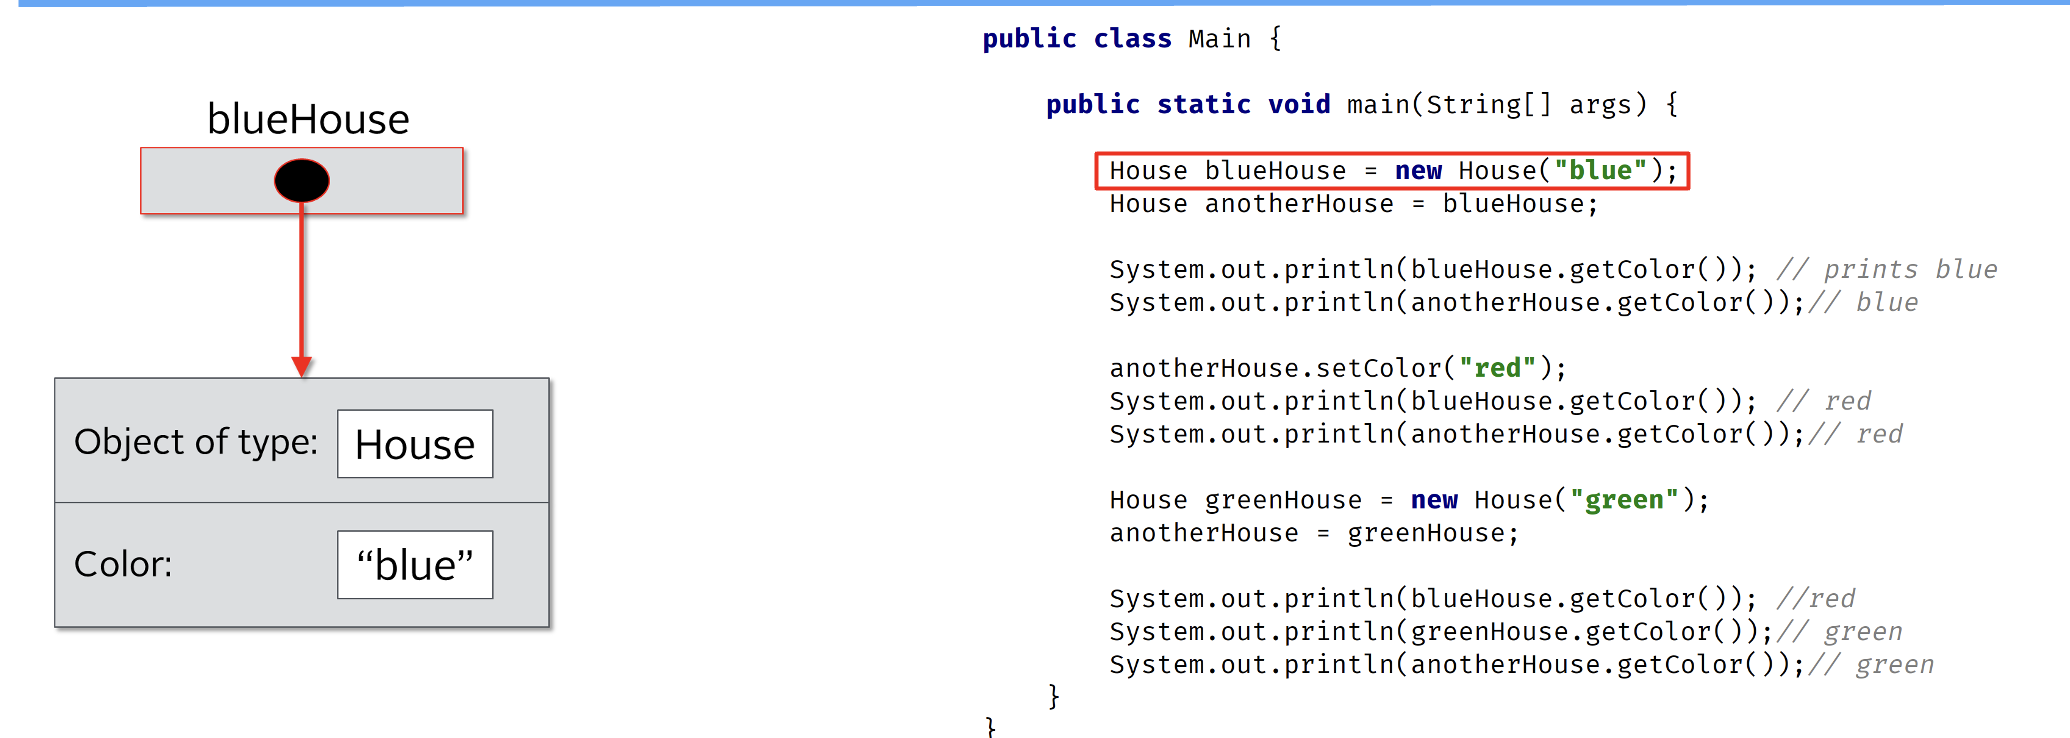 blueHouse
Object of type: House
Color: “blue”
public class Main {
public static void main(String[] args) {
House blueHouse = new House("blue");
House anotherHouse = blueHouse;
System.out.println(blueHouse.getColor()); // prints blue
System.out.println(anotherHouse.getColor());// blue
anotherHouse.setColor("red");
System.out.println(blueHouse.getColor()); // red
System.out.println(anotherHouse.getColor());// red
House greenHouse = new House("green");
anotherHouse = greenHouse;
System.out.println(blueHouse.getColor()); //red
System.out.println(greenHouse.getColor());// green
System.out.println(anotherHouse.getColor());// green
}
}